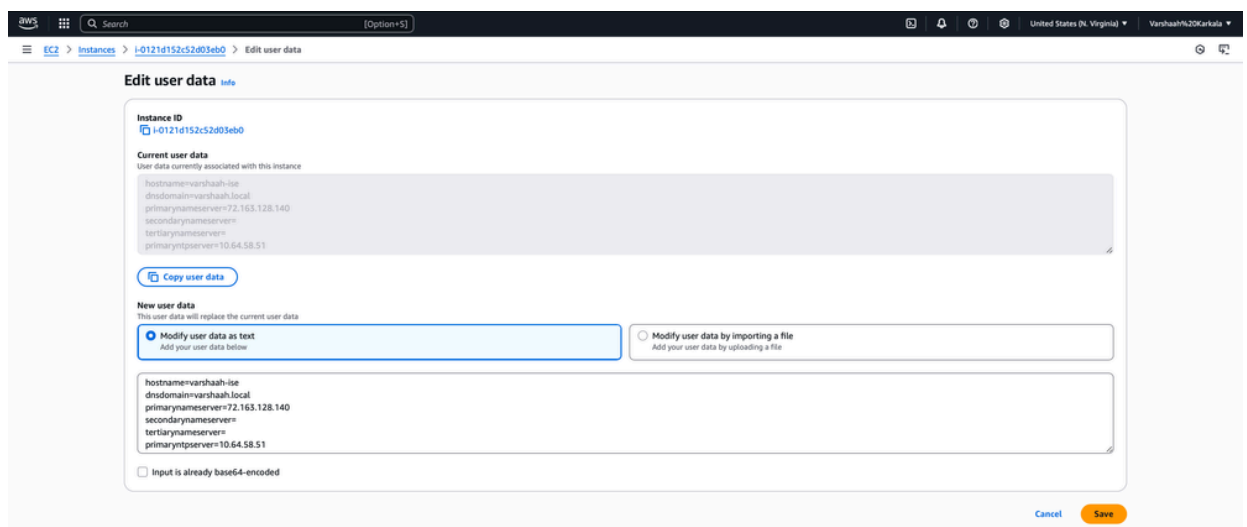 aws
Search
[Option+S]
United States (N. Virginia)
Varshaah%20Karkala
EC2 > Instances > i-0121d152c52d03eb0 > Edit user data
Edit user data Info
Instance ID
i-0121d152c52d03eb0
Current user data
User data currently associated with this instance
hostname=varshaah-ise
dnsdomain=varshaah.local
primarynameserver=72.163.128.140
secondarynameserver=
tertiarynameserver=
primaryntpserver=10.64.58.51
Copy user data
New user data
This user data will replace the current user data
Modify user data as text
Add your user data below
Modify user data by importing a file
Add your user data by uploading a file
hostname=varshaah-ise
dnsdomain=varshaah.local
primarynameserver=72.163.128.140
secondarynameserver=
tertiarynameserver=
primaryntpserver=10.64.58.51
Input is already base64-encoded
Cancel
Save